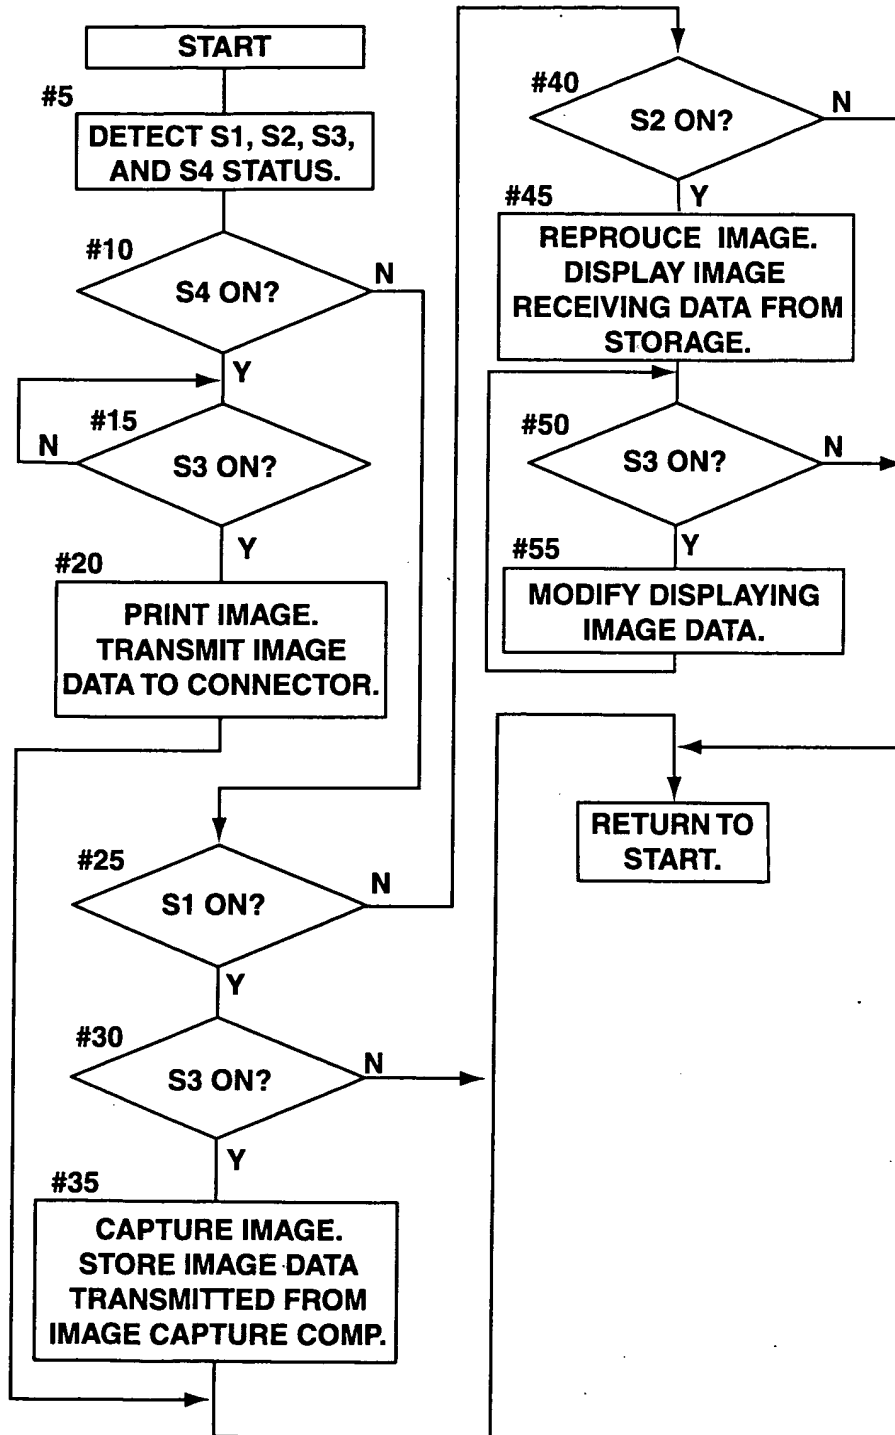 START
#5
DETECT S1, S2, S3,
AND S4 STATUS.
#10
S4 ON?
N
Y
#15
N
S3 ON?
Y
#20
PRINT IMAGE.
TRANSMIT IMAGE
DATA TO CONNECTOR.
#25
S1 ON?
N
Y
#30
S3 ON?
N
Y
#35
CAPTURE IMAGE.
STORE IMAGE DATA
TRANSMITTED FROM
IMAGE CAPTURE COMP.
#40
S2 ON?
N
Y
#45
REPROUCE IMAGE.
DISPLAY IMAGE
RECEIVING DATA FROM
STORAGE.
#50
S3 ON?
N
Y
#55
MODIFY DISPLAYING
IMAGE DATA.
RETURN TO
START.